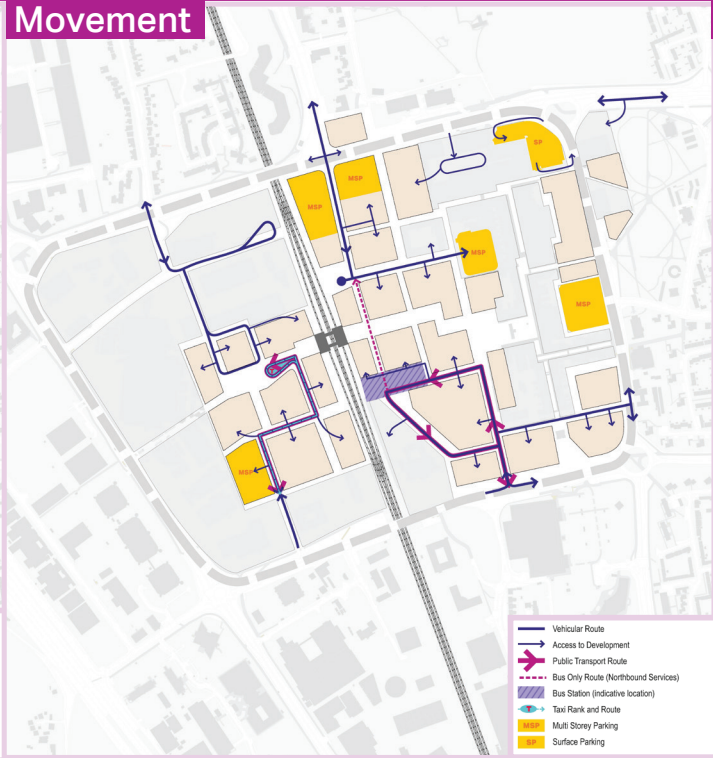 Movement
SP
MSP
MSP
MSP
MSP
MSP
Vehicular Route
Access to Development
Public Transport Route
Bus Only Route (Northbound Services)
Bus Station (indicative location)
T
Taxi Rank and Route
MSP
Multi Storey Parking
SP
Surface Parking